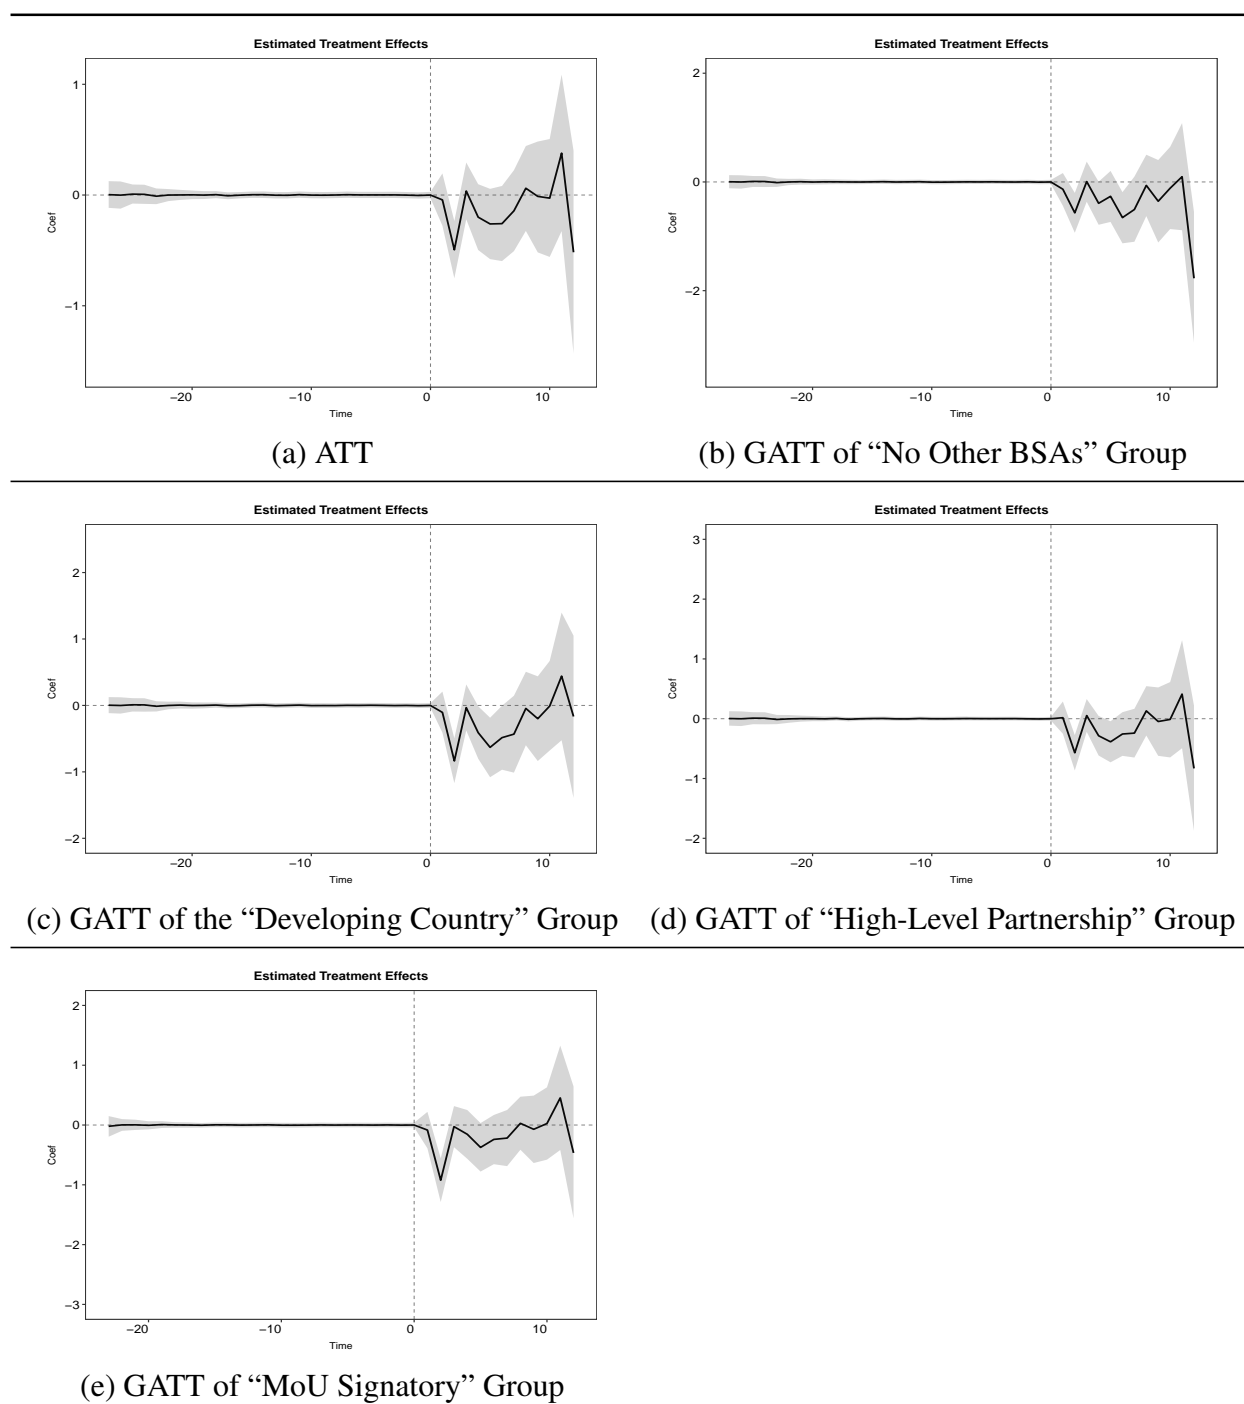 Estimated Treatment Effects
1
0
−1
Coef
−20
−10
0
10
Time
(a) ATT
Estimated Treatment Effects
2
0
−2
Coef
−20
−10
0
10
Time
(b) GATT of “No Other BSAs” Group
Estimated Treatment Effects
2
1
0
−1
−2
Coef
−20
−10
0
10
Time
(c) GATT of the “Developing Country” Group
Estimated Treatment Effects
3
2
1
0
−1
−2
Coef
−20
−10
0
10
Time
(d) GATT of “High-Level Partnership” Group
Estimated Treatment Effects
2
1
0
−1
−2
−3
Coef
−20
−10
0
10
Time
(e) GATT of “MoU Signatory” Group